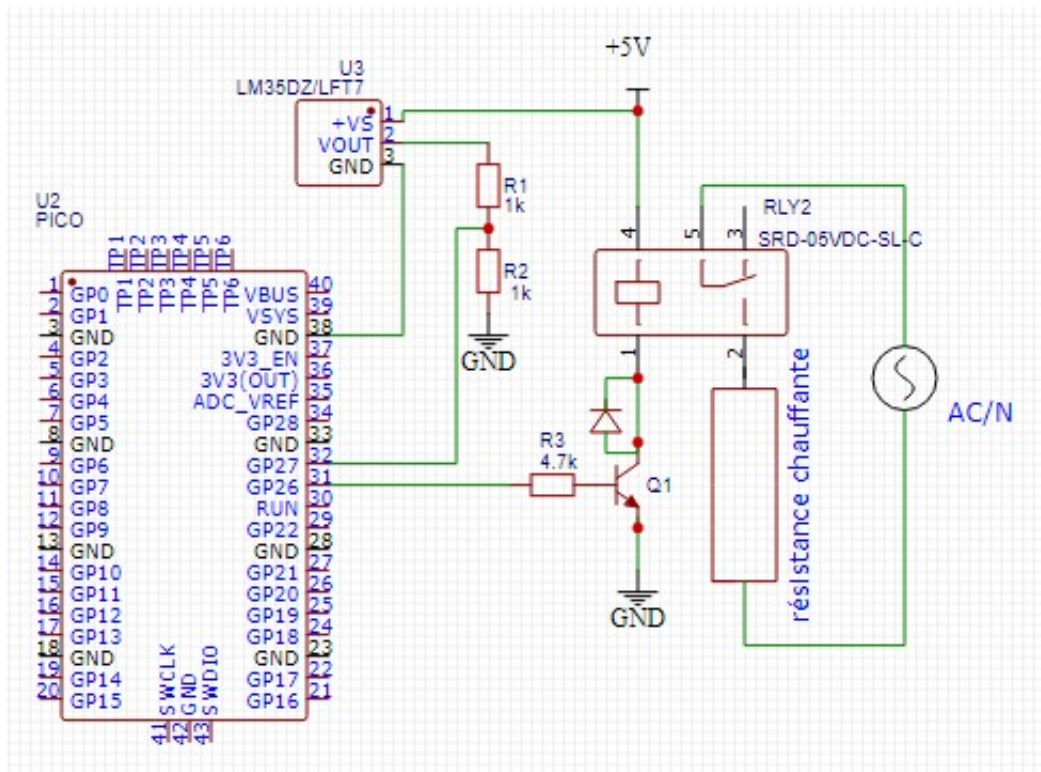 +5V
U3
LM35DZ/LFT7
+VS 1
VOUT 2
GND 3
R1
1k
R2
1k
GND
U2
PICO
TP1 TP2 TP3 TP4 TP5 TP6
TP1 TP2 TP3 TP4 TP5 TP6
1 GP0 VBUS 40
2 GP1 VSYS 39
3 GND GND 38
4 GP2 3V3_EN 37
5 GP3 3V3(OUT) 36
6 GP4 ADC_VREF 35
7 GP5 GP28 34
8 GND GND 33
9 GP6 GP27 32
10 GP7 GP26 31
11 GP8 RUN 30
12 GP9 GP22 29
13 GND GND 28
14 GP10 GP21 27
15 GP11 GP20 26
16 GP12 GP19 25
17 GP13 GP18 24
18 GND GND 23
19 GP14 GP17 22
20 GP15 GP16 21
SWCLK GND SWDIO
41 42 43
RLY2
SRD-05VDC-SL-C
4 5 3
1 2
R3
4.7k
Q1
GND
résistance chauffante
AC/N